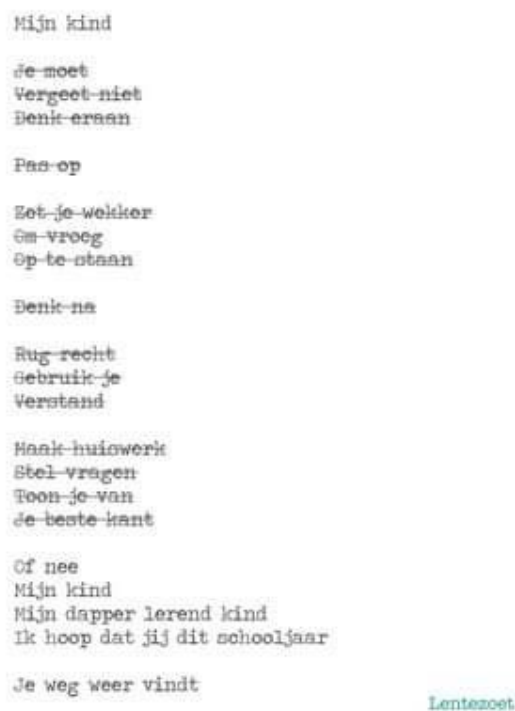 Mijn kind
Je moet
Vergeet niet
Denk eraan
Pas op
Zet je wekker
Om vroeg
Op te staan
Denk na
Rug recht
Gebruik je
Verstand
Maak huiswerk
Stel vragen
Toon je van
Je beste kant
Of nee
Mijn kind
Mijn dapper lerend kind
Ik hoop dat jij dit schooljaar
Je weg weer vindt
Lentezoet